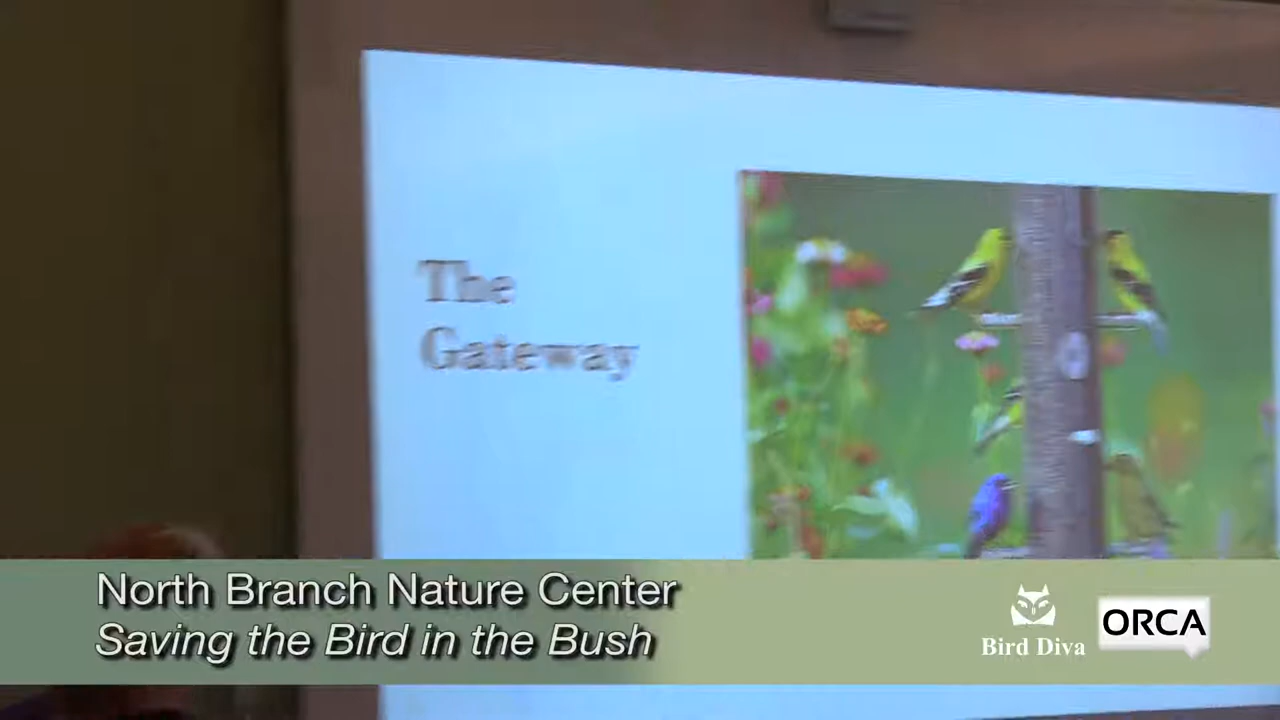 The
Gateway
North Branch Nature Center
Saving the Bird in the Bush
Bird Diva
ORCA